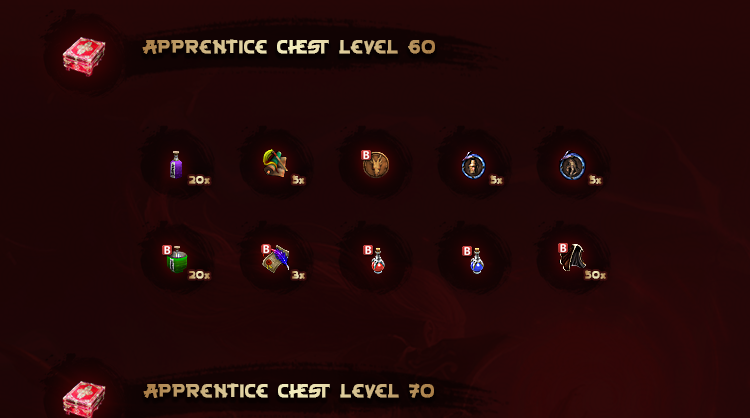 APPRENTICE CHEST LEVEL 60
20x 5x B 5x 5x
B 20x B 3x B B B 50x
APPRENTICE CHEST LEVEL 70